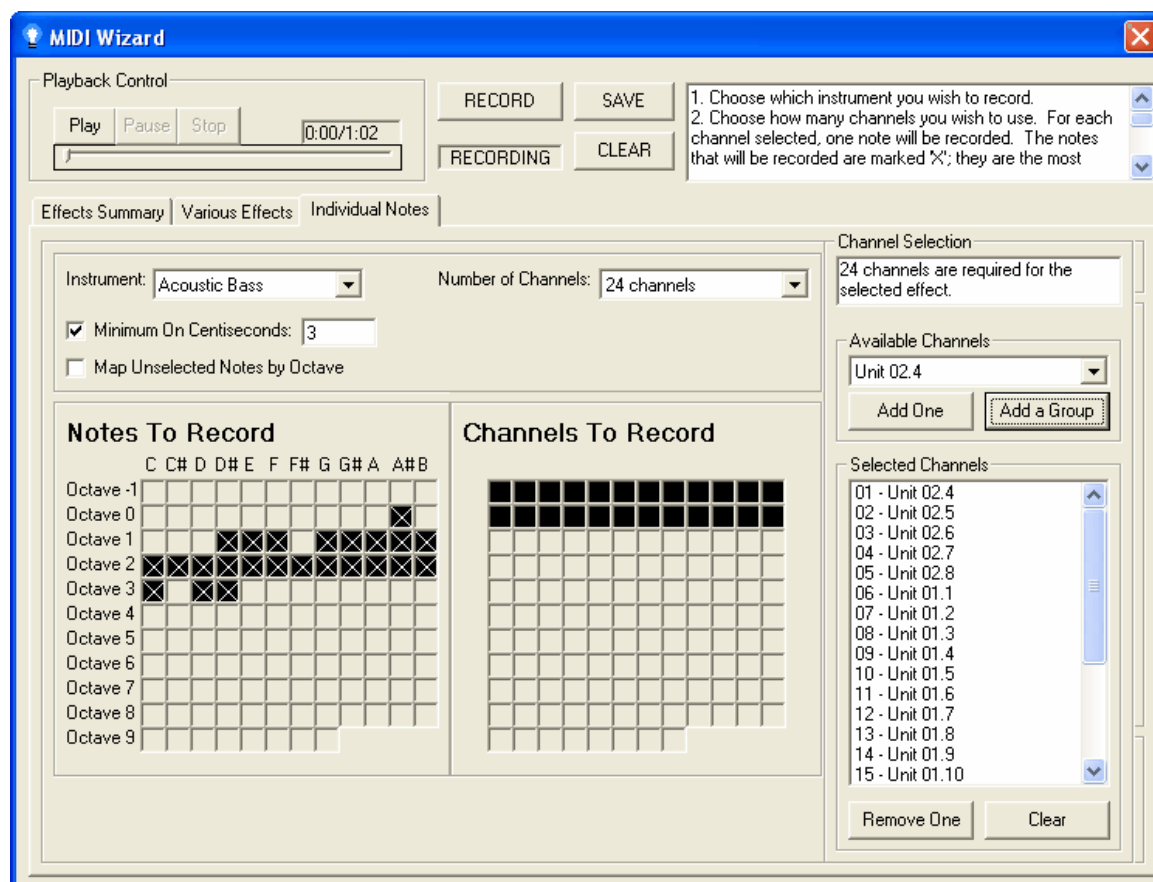 MIDI Wizard
Playback Control
Play Pause Stop
0:00/1:02
RECORD
SAVE
RECORDING
CLEAR
1. Choose which instrument you wish to record.
2. Choose how many channels you wish to use. For each
channel selected, one note will be recorded. The notes
that will be recorded are marked 'X'; they are the most
Effects Summary Various Effects Individual Notes
Instrument: Acoustic Bass
Number of Channels: 24 channels
Minimum On Centiseconds: 3
Map Unselected Notes by Octave
Notes To Record
C C# D D# E F F# G G# A A# B
Octave -1
Octave 0
Octave 1
Octave 2
Octave 3
Octave 4
Octave 5
Octave 6
Octave 7
Octave 8
Octave 9
Channels To Record
Channel Selection
24 channels are required for the
selected effect.
Available Channels
Unit 02.4
Add One Add a Group
Selected Channels
01 - Unit 02.4
02 - Unit 02.5
03 - Unit 02.6
04 - Unit 02.7
05 - Unit 02.8
06 - Unit 01.1
07 - Unit 01.2
08 - Unit 01.3
09 - Unit 01.4
10 - Unit 01.5
11 - Unit 01.6
12 - Unit 01.7
13 - Unit 01.8
14 - Unit 01.9
15 - Unit 01.10
Remove One Clear